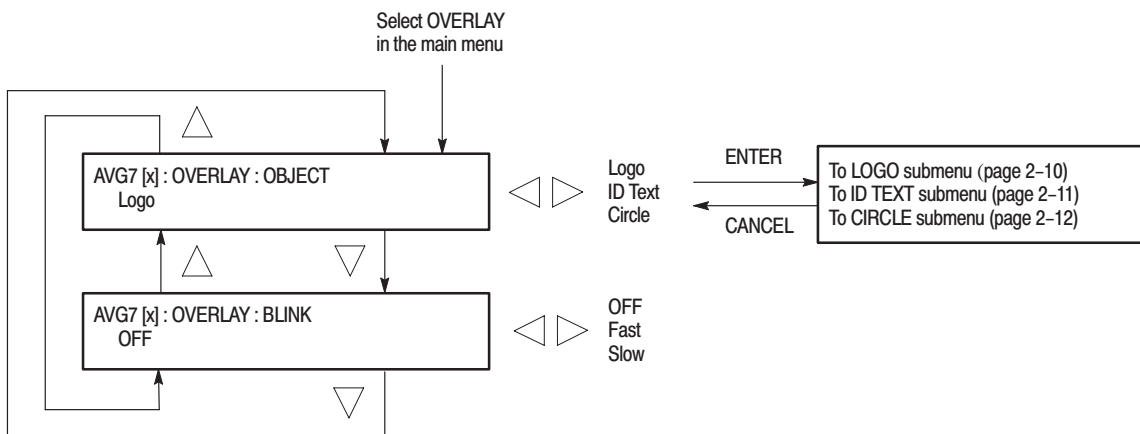 Select OVERLAY
in the main menu
AVG7 [x] : OVERLAY : OBJECT
Logo
Logo
ID Text
Circle
ENTER
CANCEL
To LOGO submenu (page 2–10)
To ID TEXT submenu (page 2–11)
To CIRCLE submenu (page 2–12)
AVG7 [x] : OVERLAY : BLINK
OFF
OFF
Fast
Slow